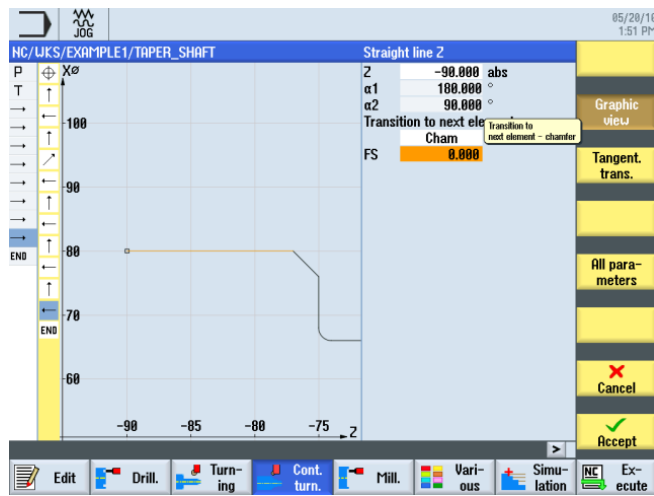 JOG
05/20/16
1:51 PM
NC/WKS/EXAMPLE1/TAPER_SHAFT
Straight line Z
P
T
END
END
XØ
-100
-90
-80
-70
-60
-90
-85
-80
-75
Z
Z -90.000 abs
α1 180.000 °
α2 90.000 °
Transition to next ele
Transition to
next element - chamfer
Cham
FS 0.000
Graphic
view
Tangent.
trans.
All para-
meters
Cancel
Accept
>
Edit
Drill.
Turn-
ing
Cont.
turn.
Mill.
Vari-
ous
Simu-
lation
NC
Ex-
ecute